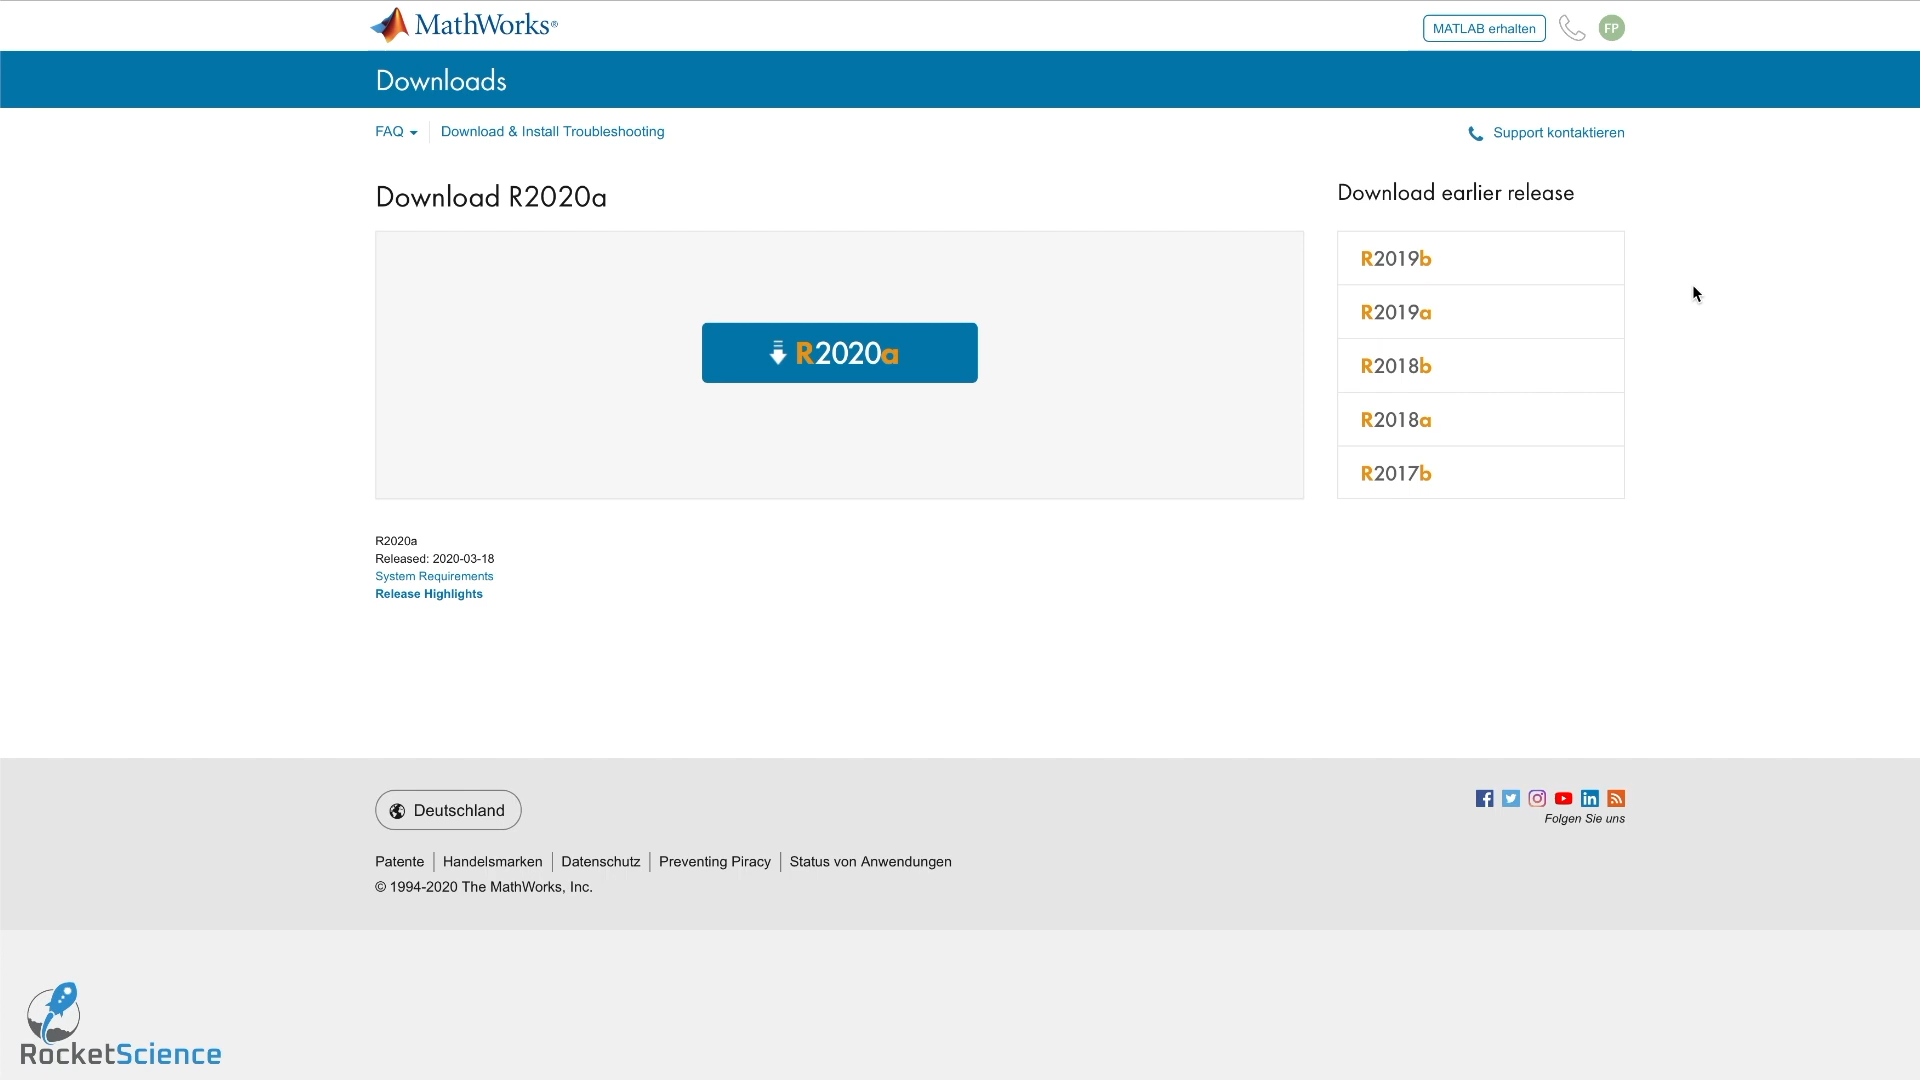 MathWorks®
MATLAB erhalten
FP
Downloads
FAQ
Download & Install Troubleshooting
Support kontaktieren
Download R2020a
Download earlier release
R2020a
R2019b
R2019a
R2018b
R2018a
R2017b
R2020a
Released: 2020-03-18
System Requirements
Release Highlights
Deutschland
Folgen Sie uns
Patente
Handelsmarken
Datenschutz
Preventing Piracy
Status von Anwendungen
© 1994-2020 The MathWorks, Inc.
RocketScience